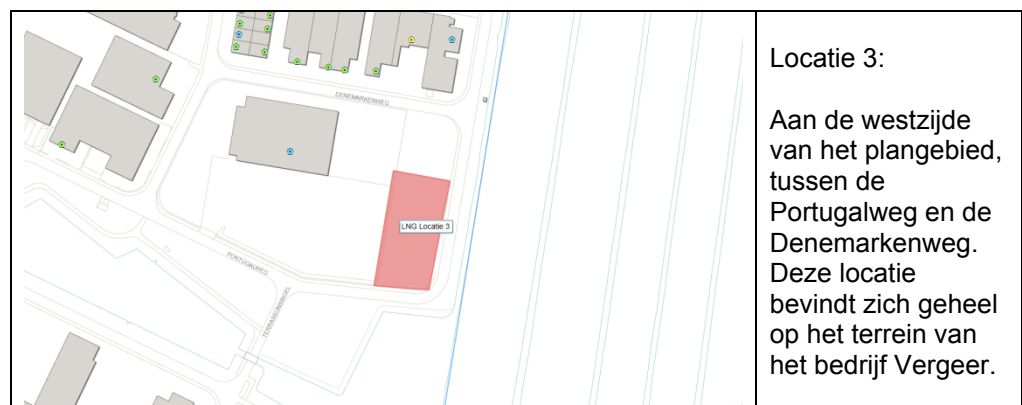 DENEMARKENWEG
LNG Locatie 3
PORTUGALWEG
TERRASSONSINGEL
Locatie 3:
Aan de westzijde
van het plangebied,
tussen de
Portugalweg en de
Denemarkenweg.
Deze locatie
bevindt zich geheel
op het terrein van
het bedrijf Vergeer.